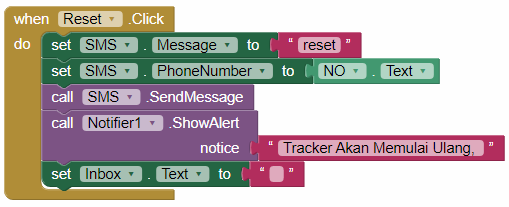 when Reset .Click
do set SMS . Message to " reset "
set SMS . PhoneNumber to NO . Text
call SMS .SendMessage
call Notifier1 .ShowAlert
notice " Tracker Akan Memulai Ulang, "
set Inbox . Text to " "